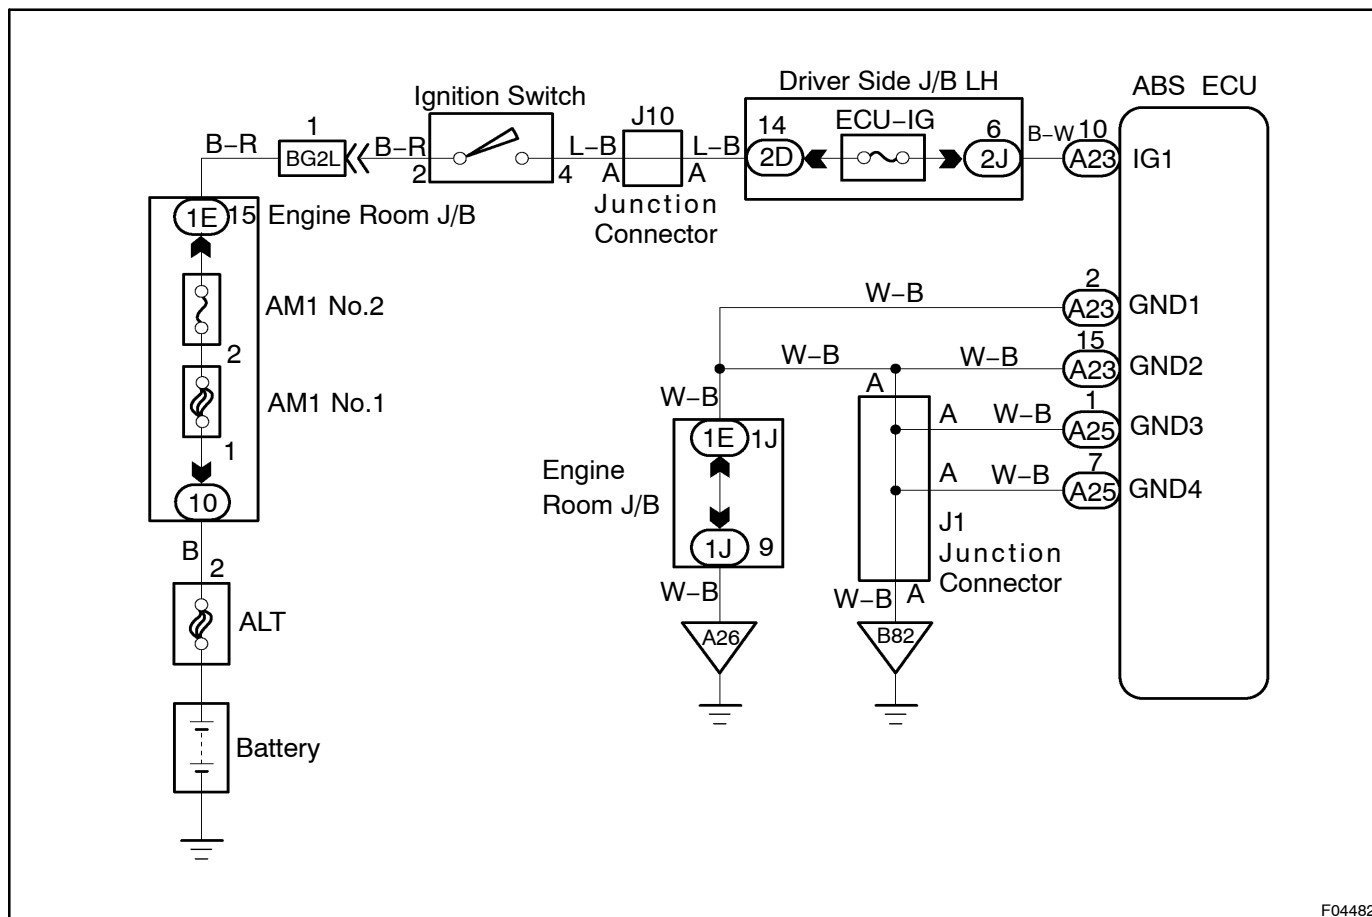 Driver Side J/B LH
ABS ECU
Ignition Switch
J10
14
ECU−IG
6
B−W
10
1
B−R
BG2L
B−R
2
4
L−B
A
L−B
A
2D
2J
A23
IG1
Junction
Connector
1E
15
Engine Room J/B
AM1 No.2
2
AM1 No.1
1
10
B
2
ALT
Battery
W−B
2
A23
GND1
W−B
W−B
15
A23
GND2
W−B
A
A
W−B
1
A25
GND3
A
W−B
7
A25
GND4
Engine
Room J/B
1E
1J
1J
9
J1
Junction
Connector
W−B
W−B
A
A26
B82
F04482